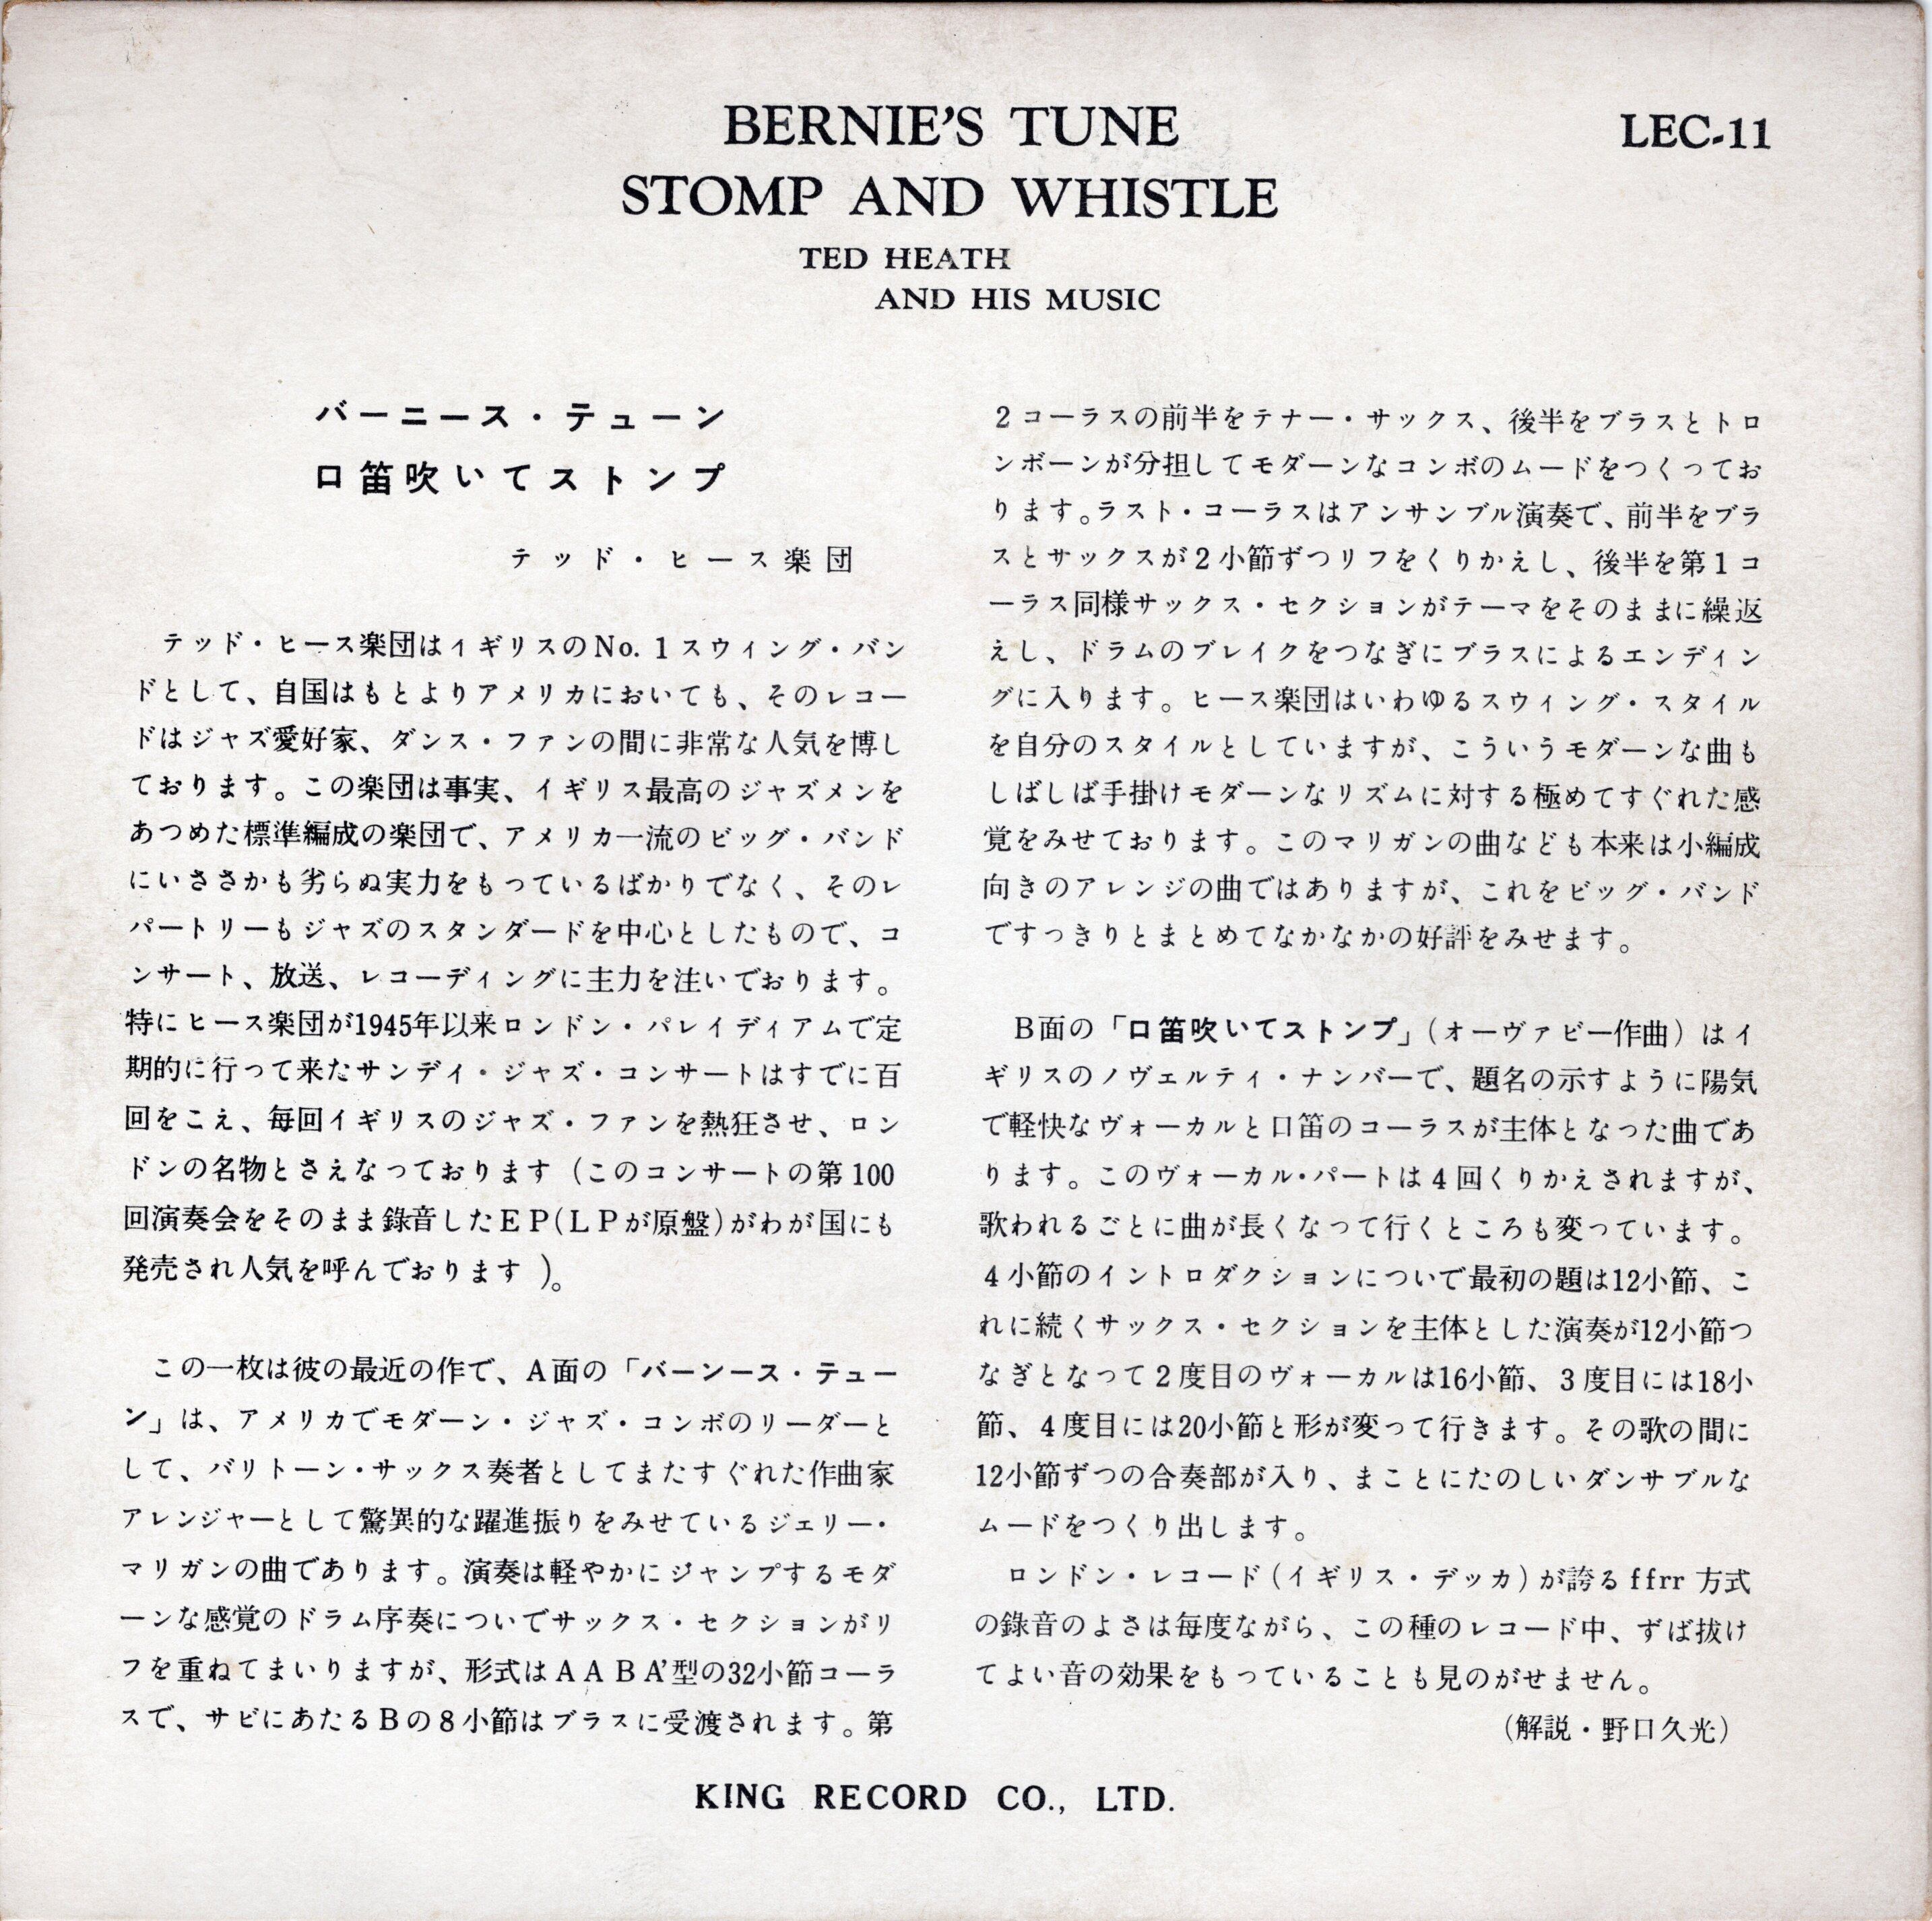 BERNIE'S TUNE
LEC-11
STOMP AND WHISTLE
TED HEATH
AND HIS MUSIC
バーニース・テューン
口笛吹いてストンプ
テッド・ヒース楽団
テッド・ヒース楽団はイギリスのNo. 1 スウィング・バン
ドとして、自国はもとよりアメリカにおいても、そのレコー
ドはジャズ愛好家、ダンス・ファンの間に非常な人気を博し
ております。この楽団は事実、イギリス最高のジャズメンを
あつめた標準編成の楽団で、アメリカ一流のビッグ・バンド
にいささかも劣らぬ実力をもっているばかりでなく、そのレ
パートリーもジャズのスタンダードを中心としたもので、コ
ンサート、放送、レコーディングに主力を注いでおります。
特にヒース楽団が1945年以来ロンドン・パレイディアムで定
期的に行って来たサンデイ・ジャズ・コンサートはすでに百
回をこえ、毎回イギリスのジャズ・ファンを熱狂させ、ロン
ドンの名物とさえなっております（このコンサートの第100
回演奏会をそのまま錄音したEP(LPが原盤)がわが国にも
発売され人気を呼んでおります）。
この一枚は彼の最近の作で、A面の「バーンース・テュー
ン」は、アメリカでモダーン・ジャズ・コンボのリーダーと
して、バリトーン・サックス奏者としてまたすぐれた作曲家
アレンジャーとして驚異的な躍進振りをみせているジェリー・
マリガンの曲であります。演奏は軽やかにジャンプするモダ
ーンな感覚のドラム序奏についでサックス・セクションがリ
フを重ねてまいりますが、形式はAABA'型の32小節コーラ
スで、サビにあたるBの8小節はブラスに受渡されます。第
2コーラスの前半をテナー・サックス、後半をブラスとトロ
ンボーンが分担してモダーンなコンボのムードをつくってお
ります。ラスト・コーラスはアンサンブル演奏で、前半をブラ
スとサックスが2小節ずつリフをくりかえし、後半を第1コ
ーラス同様サックス・セクションがテーマをそのままに繰返
えし、ドラムのブレイクをつなぎにブラスによるエンディン
グに入ります。ヒース楽団はいわゆるスウィング・スタイル
を自分のスタイルとしていますが、こういうモダーンな曲も
しばしば手掛けモダーンなリズムに対する極めてすぐれた感
覚をみせております。このマリガンの曲なども本来は小編成
向きのアレンジの曲ではありますが、これをビッグ・バンド
ですっきりとまとめてなかなかの好評をみせます。
B面の「口笛吹いてストンプ」(オーヴァビー作曲) はイ
ギリスのノヴェルティ・ナンバーで、題名の示すように陽気
で軽快なヴォーカルと口笛のコーラスが主体となった曲であ
ります。このヴォーカル・パートは4回くりかえされますが、
歌われるごとに曲が長くなって行くところも変っています。
4小節のイントロダクションについで最初の題は12小節、こ
れに続くサックス・セクションを主体とした演奏が12小節つ
なぎとなって2度目のヴォーカルは16小節、3度目には18小
節、4度目には20小節と形が変って行きます。その歌の間に
12小節ずつの合奏部が入り、まことにたのしいダンサブルな
ムードをつくり出します。
ロンドン・レコード(イギリス・デッカ)が誇るffrr 方式
の錄音のよさは毎度ながら、この種のレコード中、ずば拔け
てよい音の効果をもっていることも見のがせません。
(解説・野口久光)
KING RECORD CO., LTD.